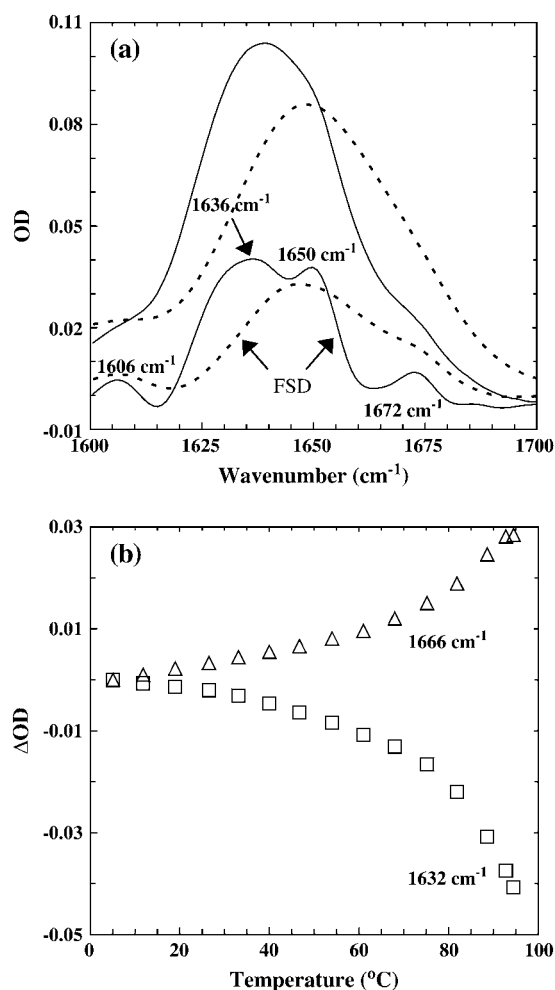 (a)
0.11
0.08
0.05
0.02
-0.01
OD
1636 cm⁻¹
1650 cm⁻¹
1606 cm⁻¹
FSD
1672 cm⁻¹
1600 1625 1650 1675 1700
Wavenumber (cm⁻¹)
(b)
0.03
0.01
-0.01
-0.03
-0.05
ΔOD
1666 cm⁻¹
1632 cm⁻¹
0 20 40 60 80 100
Temperature (°C)